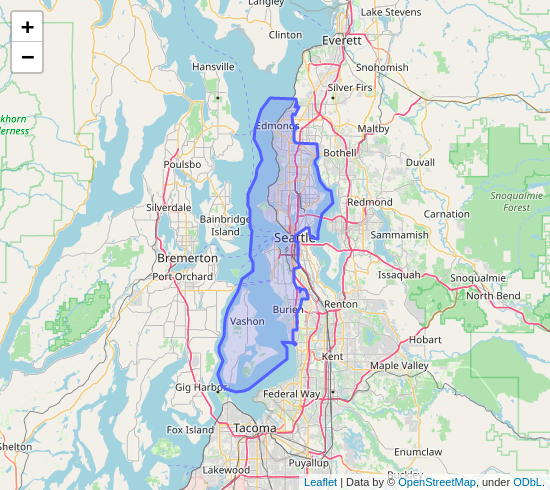 Langley
Lake Stevens
Clinton
Everett
+
−
Hansville
Snohomish
Silver Firs
Edmonds
Maltby
Bothell
Poulsbo
Duvall
Snoqualmie
Forest
Silverdale
Redmond
Bainbridge
Island
Carnation
Seattle
Sammamish
Bremerton
Port-Orchard
Issaquah
Snoqualmie
North Bend
Renton
Burien
Vashon
Hobart
Kent
Maple Valley
Gig Harbor
Federal Way
Fox Island
Tacoma
Shelton
Enumclaw
Lakewood
Puyallup
Buckley
Leaflet | Data by © OpenStreetMap, under ODbL.